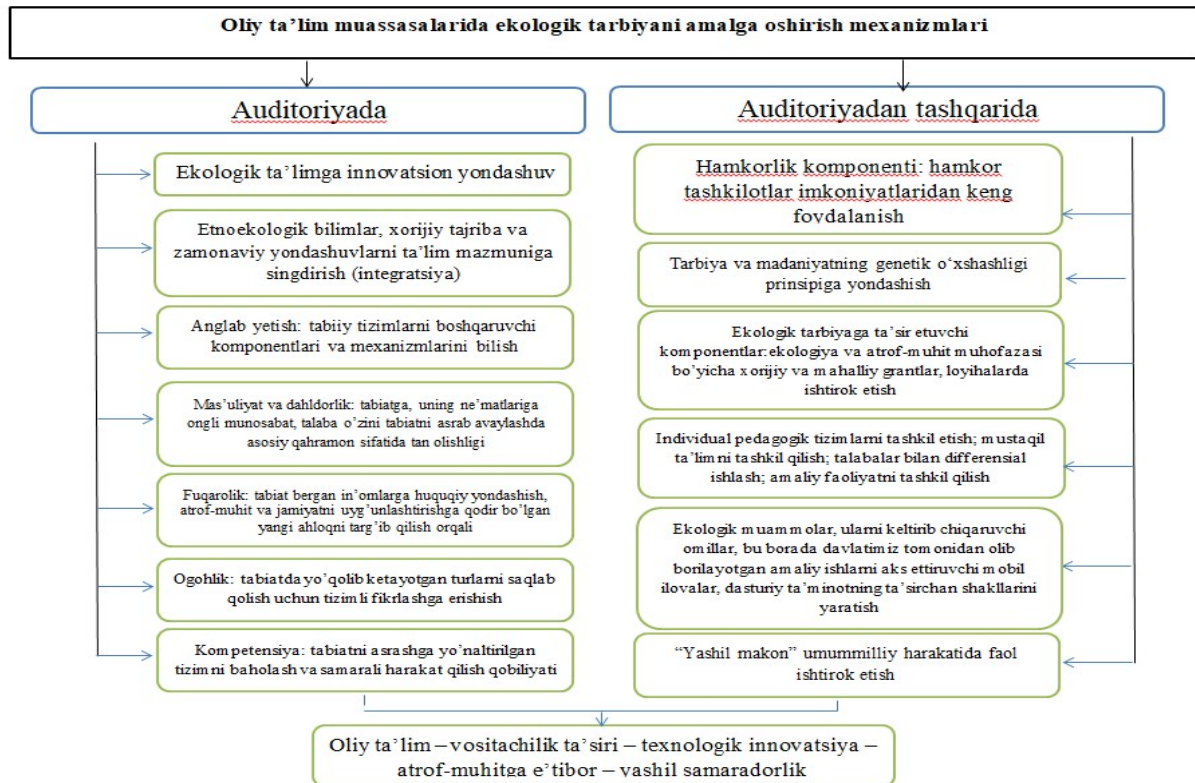 Oliy ta’lim muassasalarida ekologik tarbiyani amalga oshirish mexanizmlari
Auditoriyada
Ekologik ta’limga innovatsion yondashuv
Etnoekologik bilimlar, xorijiy tajriba va
zamonaviy yondashuvlarni ta’lim mazmuniga
singdirish (integratsiya)
Anglab yetish: tabiiy tizimlarni boshqaruvchi
komponentlari va mexanizmlarini bilish
Mas’uliyat va dahldorlik: tabiatga, uning ne’matlariga
ongli munosabat, talaba o’zini tabiatni asrab avaylashda
asosiy qahramon sifatida tan olishligi
Fuqarolik: tabiat bergan in’omlarga huquqiy yondashish,
atrof-muhit va jamiyatni uyg’unlashtirishga qodir bo’lgan
yangi ahloqni targ’ib qilish orqali
Ogohlik: tabiatda yo’qolib ketayotgan turlarni saqlab
qolish uchun tizimli fikrlashga erishish
Kompetensiya: tabiatni asrashga yo’naltirilgan
tizimni baholash va samarali harakat qilish qobiliyati
Auditoriyadan tashqarida
Hamkorlik komponenti: hamkor
tashkilotlar imkoniyatlaridan keng
foydalanish
Tarbiya va madaniyatning genetik o‘xshashligi
prinsipiga yondashish
Ekologik tarbiyaga ta’sir etuvchi
komponentlar:ekologiya va atrof-muhit muhofazasi
bo’yicha xorijiy va mahalliy grantlar, loyihalarda
ishtirok etish
Individual pedagogik tizimlarni tashkil etish; mustaqil
ta’limni tashkil qilish; talabalar bilan differensial
ishlash; amaliy faoliyatni tashkil qilish
Ekologik muammolar, ularni keltirib chiqaruvchi
omillar, bu borada davlatimiz tomonidan olib
borilayotgan amaliy ishlarni aks ettiruvchi mobil
ilovalar, dasturiy ta’minotning ta’sirchan shakllarini
yaratish
“Yashil makon” umummilliy harakatida faol
ishtirok etish
Oliy ta’lim – vositachilik ta’siri – texnologik innovatsiya –
atrof-muhitga e’tibor – yashil samaradorlik